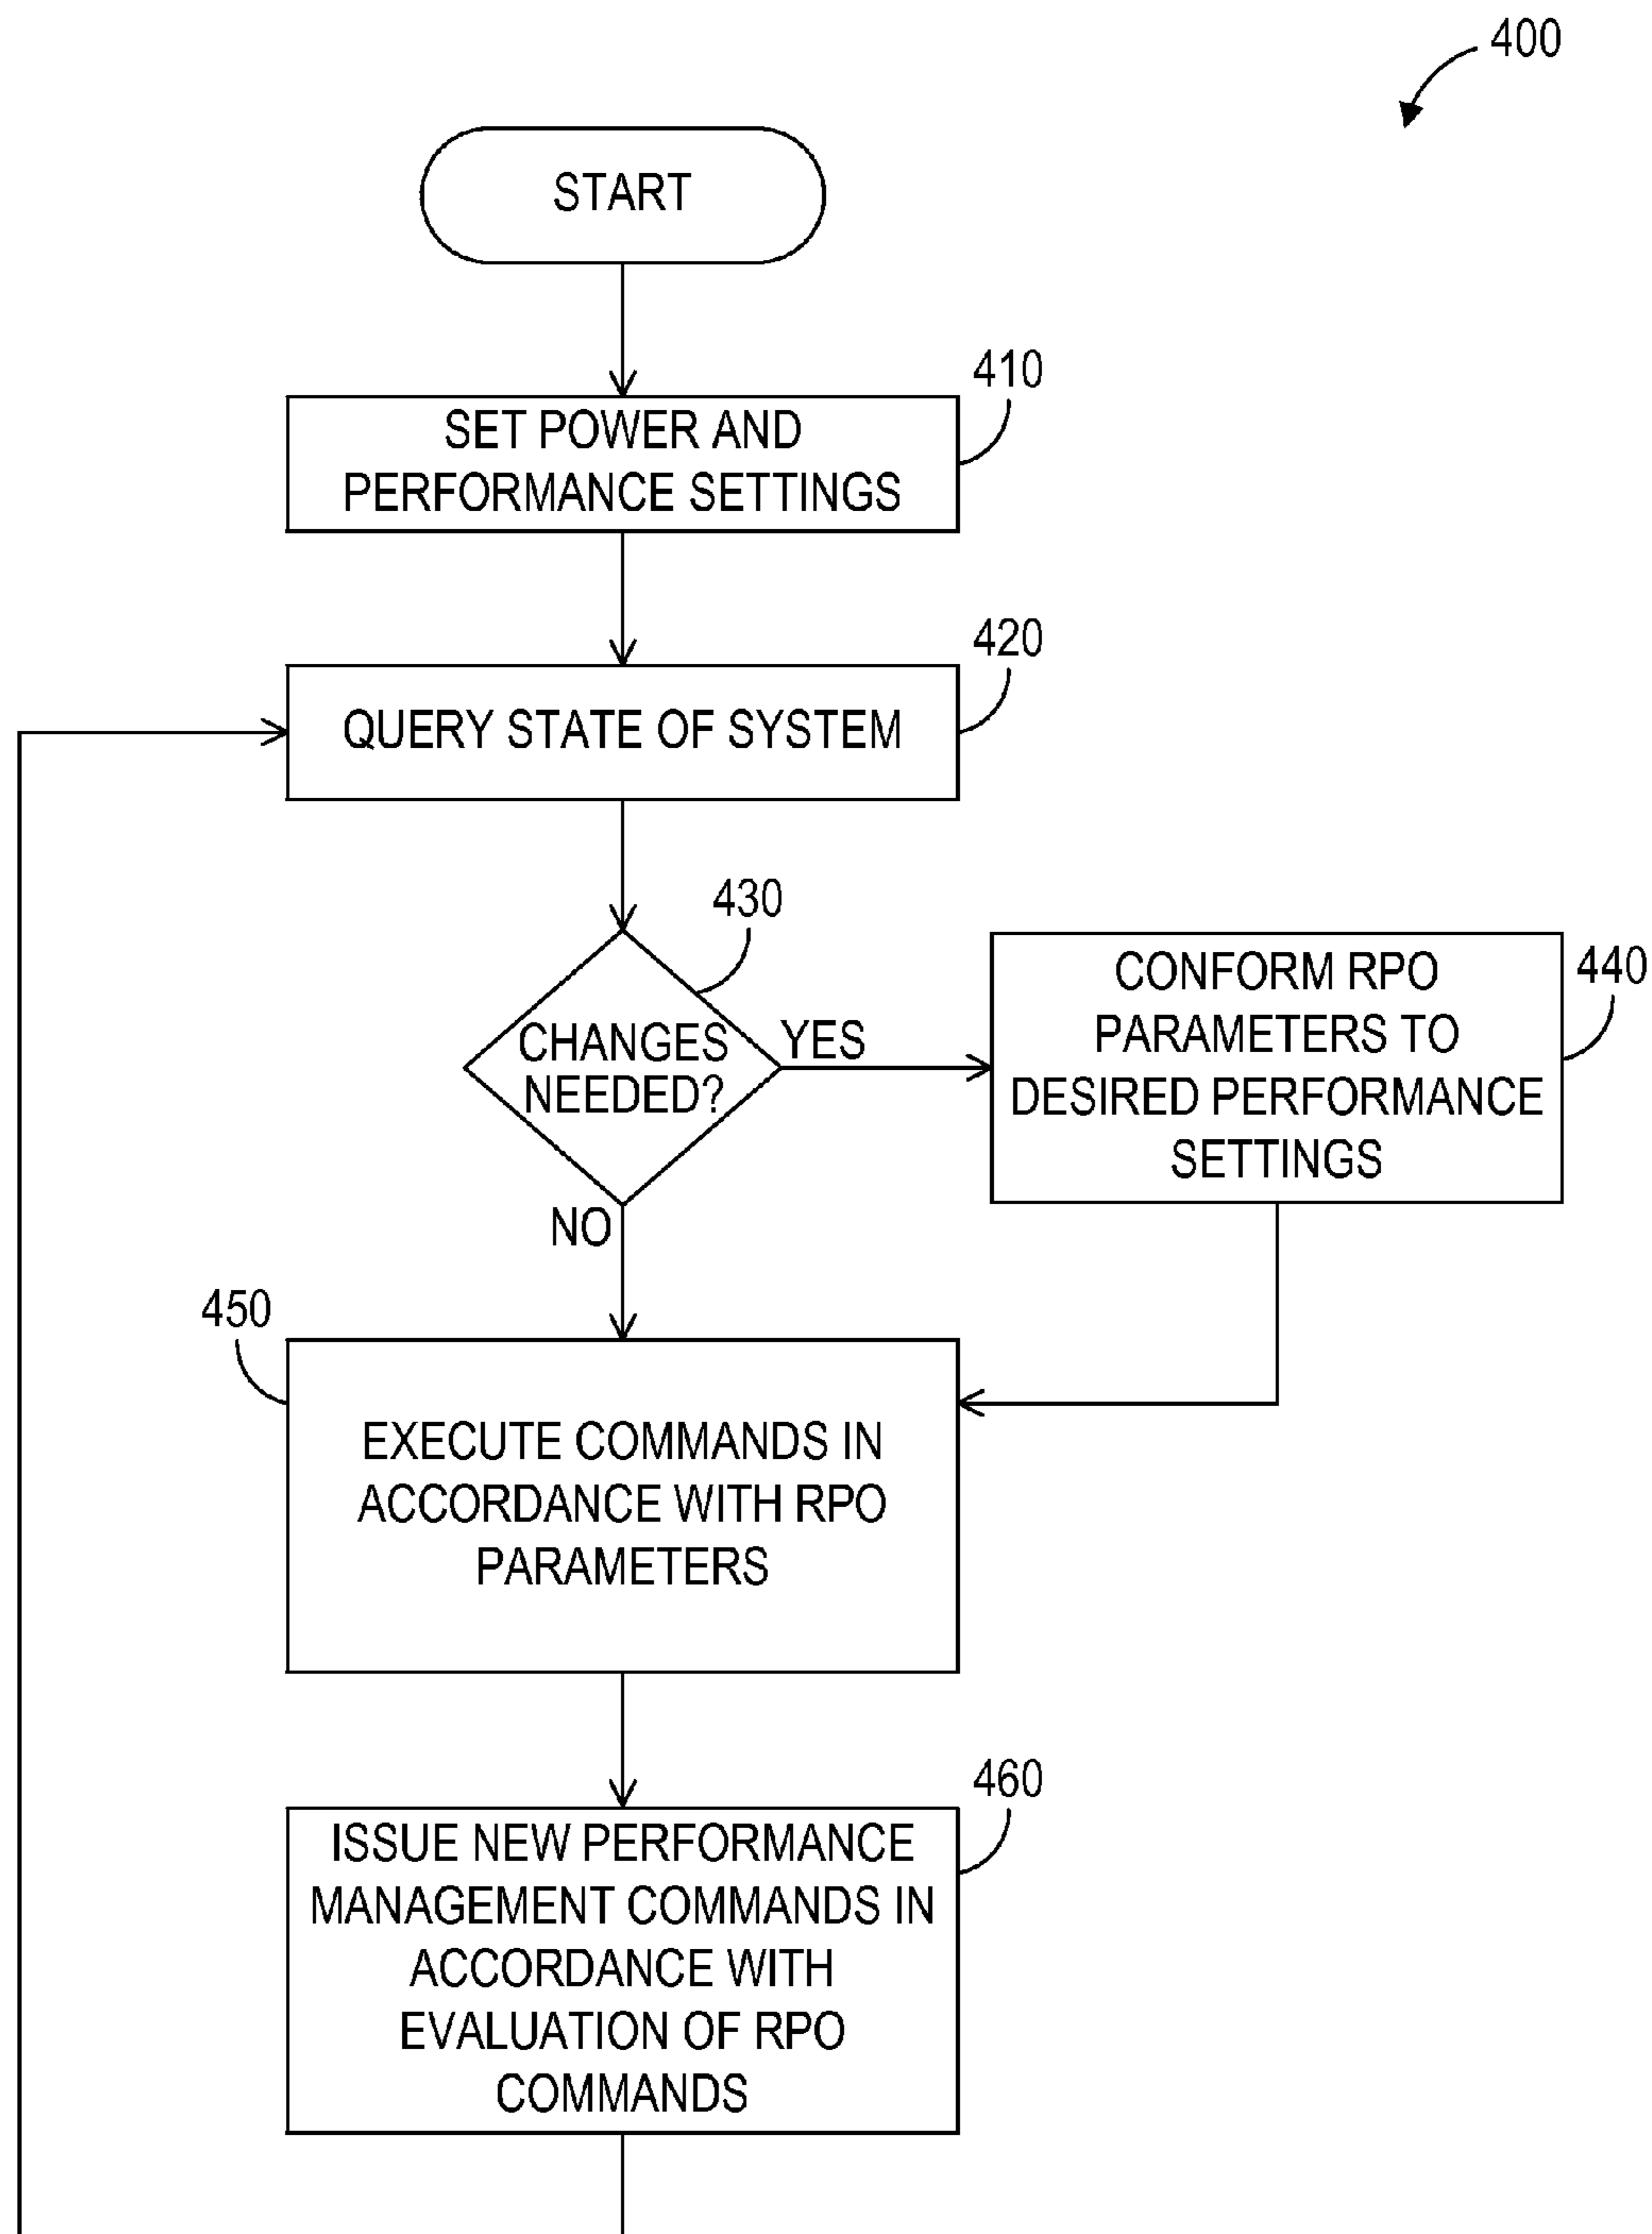 400
START
410
SET POWER AND
PERFORMANCE SETTINGS
420
QUERY STATE OF SYSTEM
430
CHANGES
NEEDED?
YES
440
CONFORM RPO
PARAMETERS TO
DESIRED PERFORMANCE
SETTINGS
NO
450
EXECUTE COMMANDS IN
ACCORDANCE WITH RPO
PARAMETERS
460
ISSUE NEW PERFORMANCE
MANAGEMENT COMMANDS IN
ACCORDANCE WITH
EVALUATION OF RPO
COMMANDS